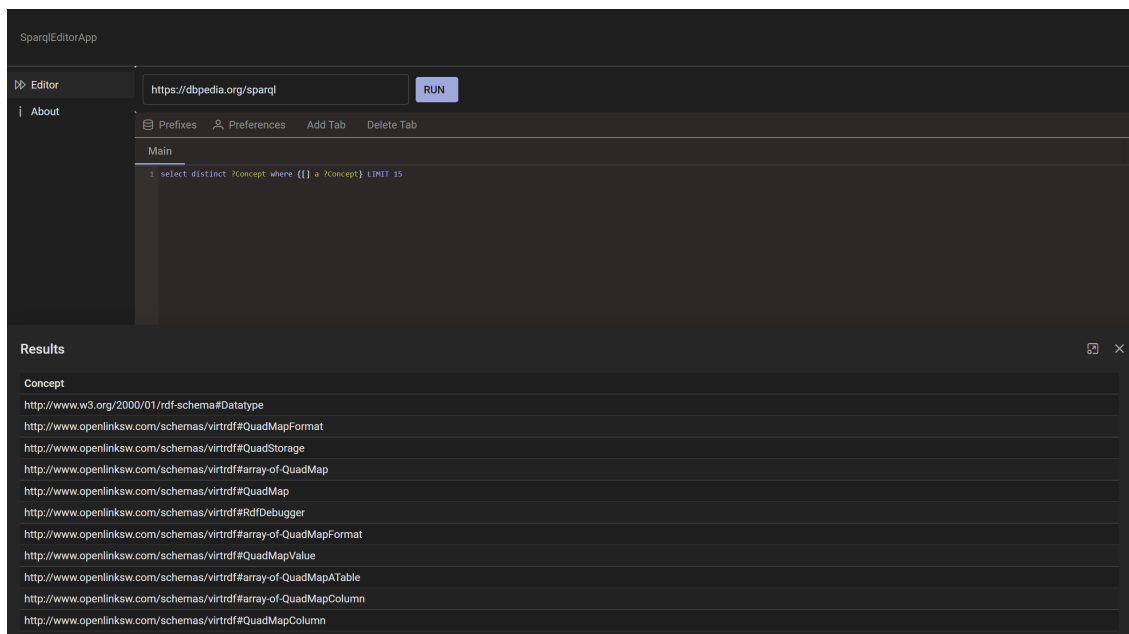 SparqlEditorApp
Editor
About
https://dbpedia.org/sparql
RUN
Prefixes Preferences Add Tab Delete Tab
Main
1 select distinct ?Concept where {[] a ?Concept} LIMIT 15
Results
Concept
http://www.w3.org/2000/01/rdf-schema#Datatype
http://www.openlinksw.com/schemas/virtrdf#QuadMapFormat
http://www.openlinksw.com/schemas/virtrdf#QuadStorage
http://www.openlinksw.com/schemas/virtrdf#array-of-QuadMap
http://www.openlinksw.com/schemas/virtrdf#QuadMap
http://www.openlinksw.com/schemas/virtrdf#RdfDebugger
http://www.openlinksw.com/schemas/virtrdf#array-of-QuadMapFormat
http://www.openlinksw.com/schemas/virtrdf#QuadMapValue
http://www.openlinksw.com/schemas/virtrdf#array-of-QuadMapATable
http://www.openlinksw.com/schemas/virtrdf#array-of-QuadMapColumn
http://www.openlinksw.com/schemas/virtrdf#QuadMapColumn